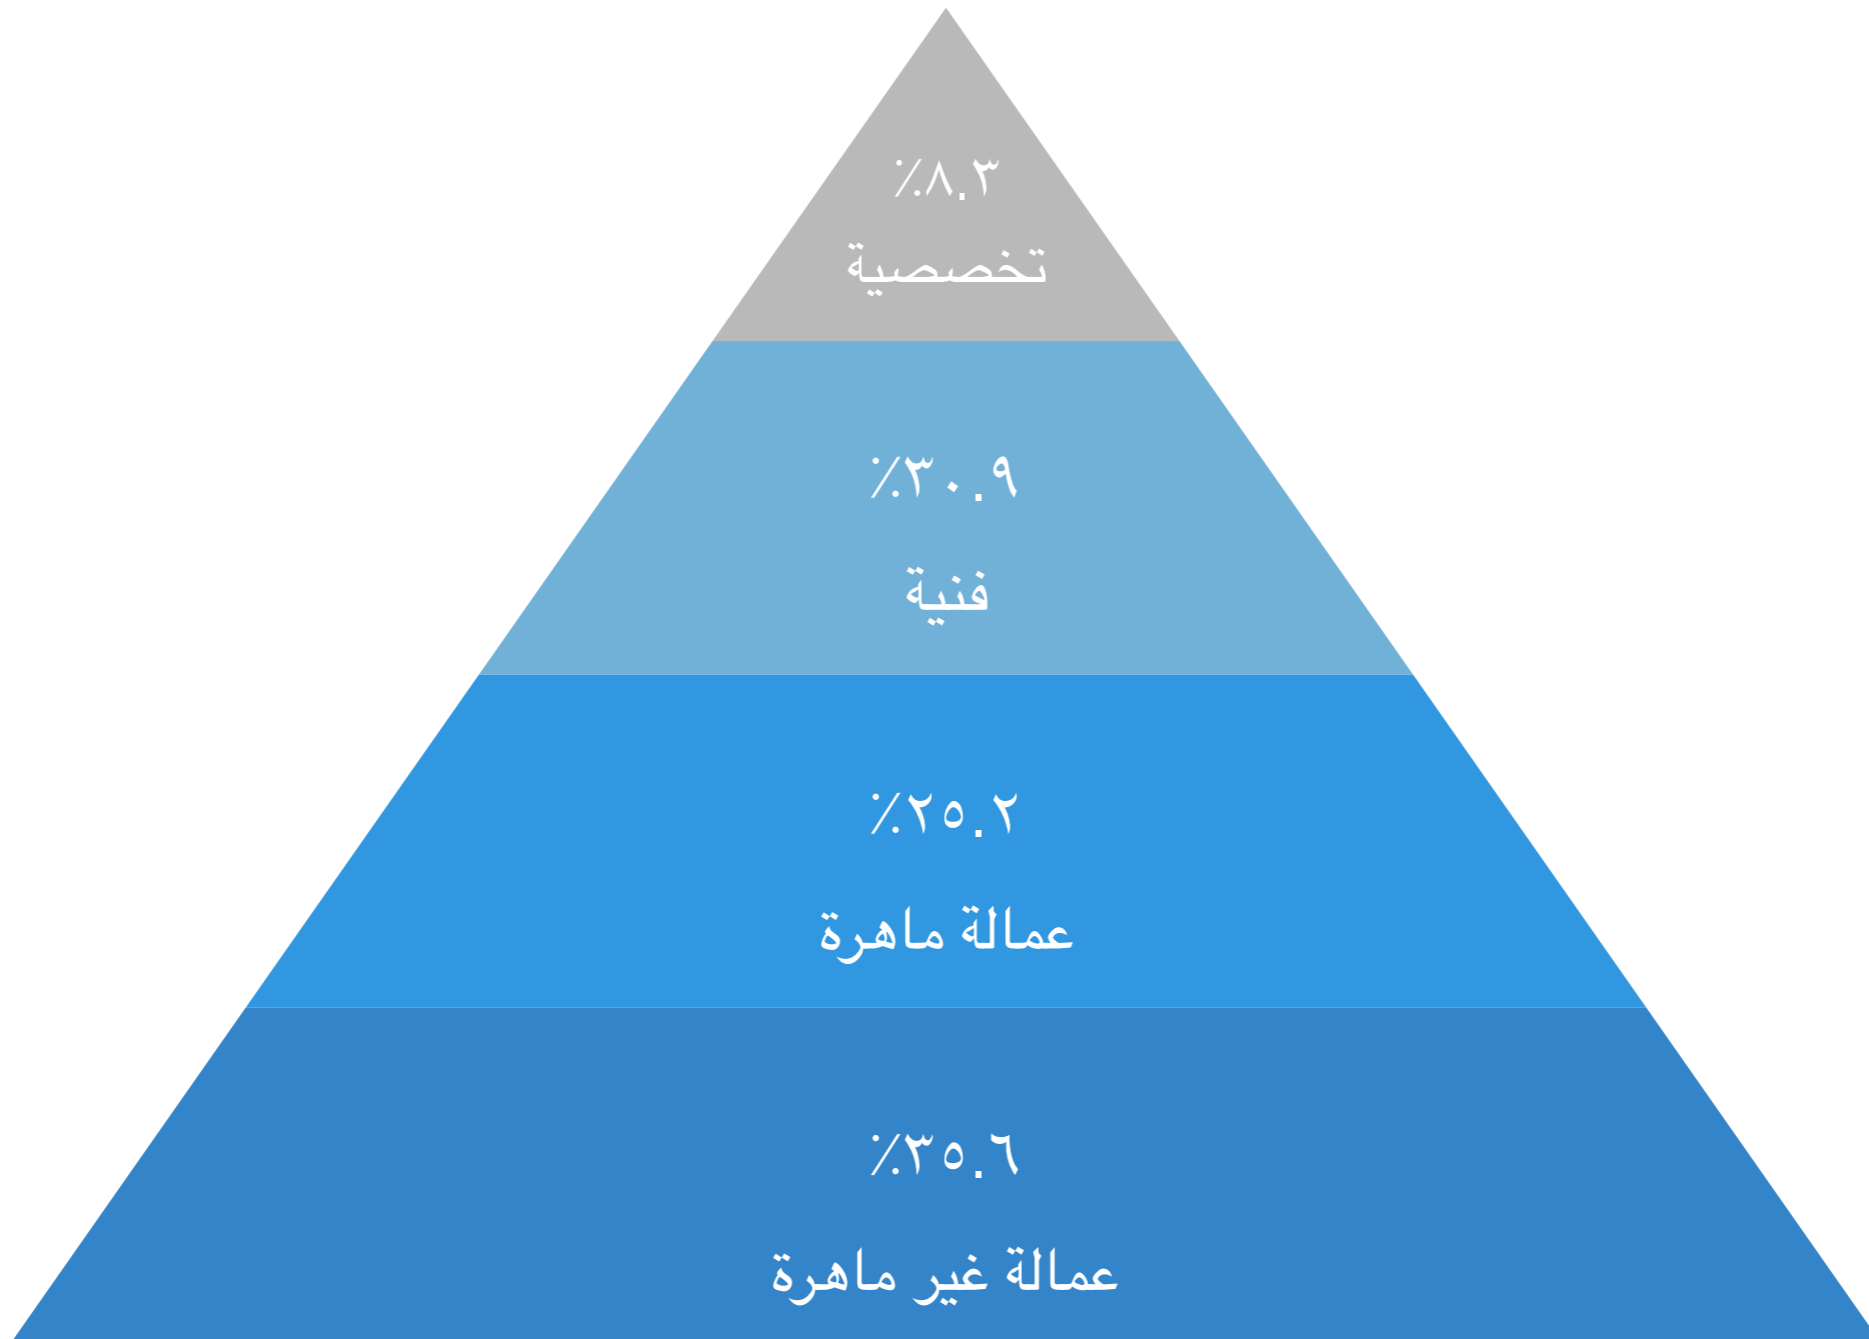 ٨.٣٪
تخصصية
٣٠.٩٪
فنية
٢٥.٢٪
عمالة ماهرة
٣٥.٦٪
عمالة غير ماهرة